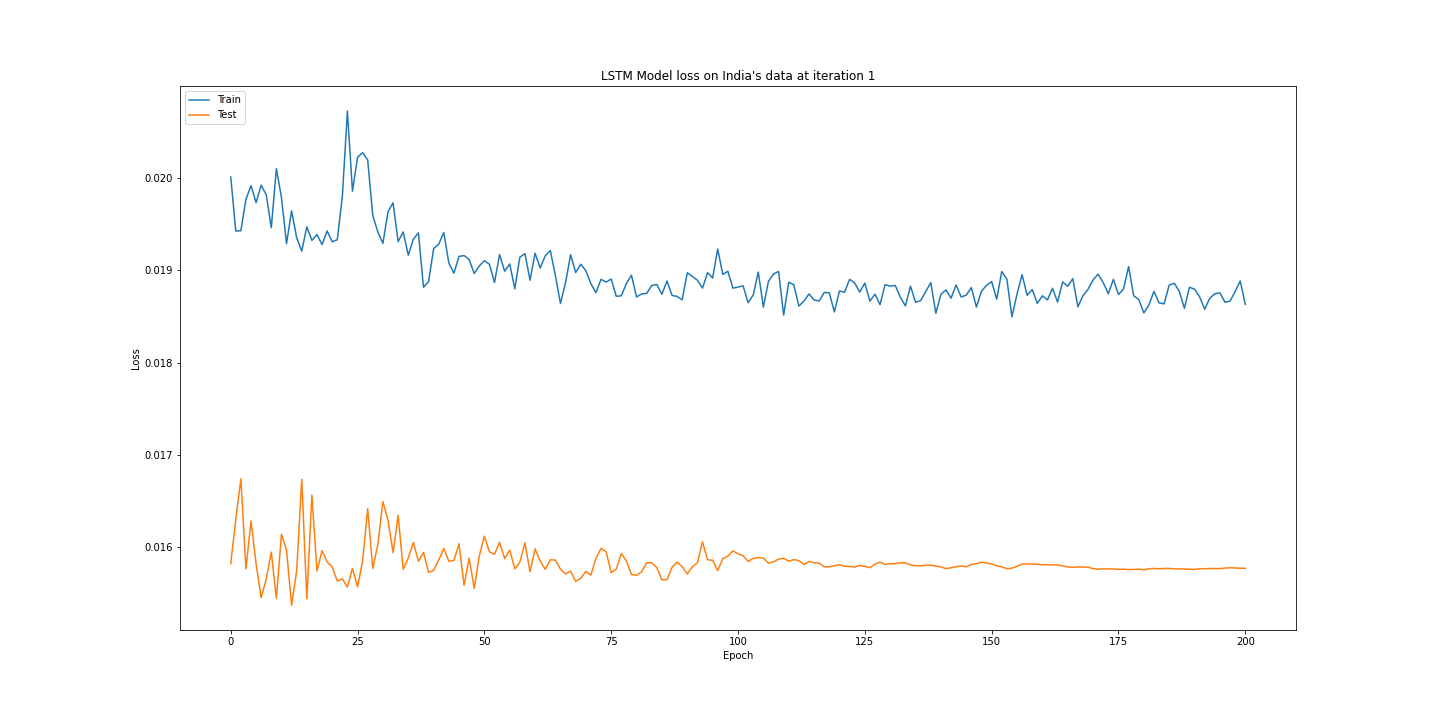 LSTM Model loss on India's data at iteration 1
Train
Test
0.020
0.019
0.018
0.017
0.016
Loss
0 25 50 75 100 125 150 175 200
Epoch